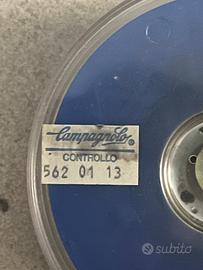 Campagnolo
CONTROLLO
562 01 13
subito